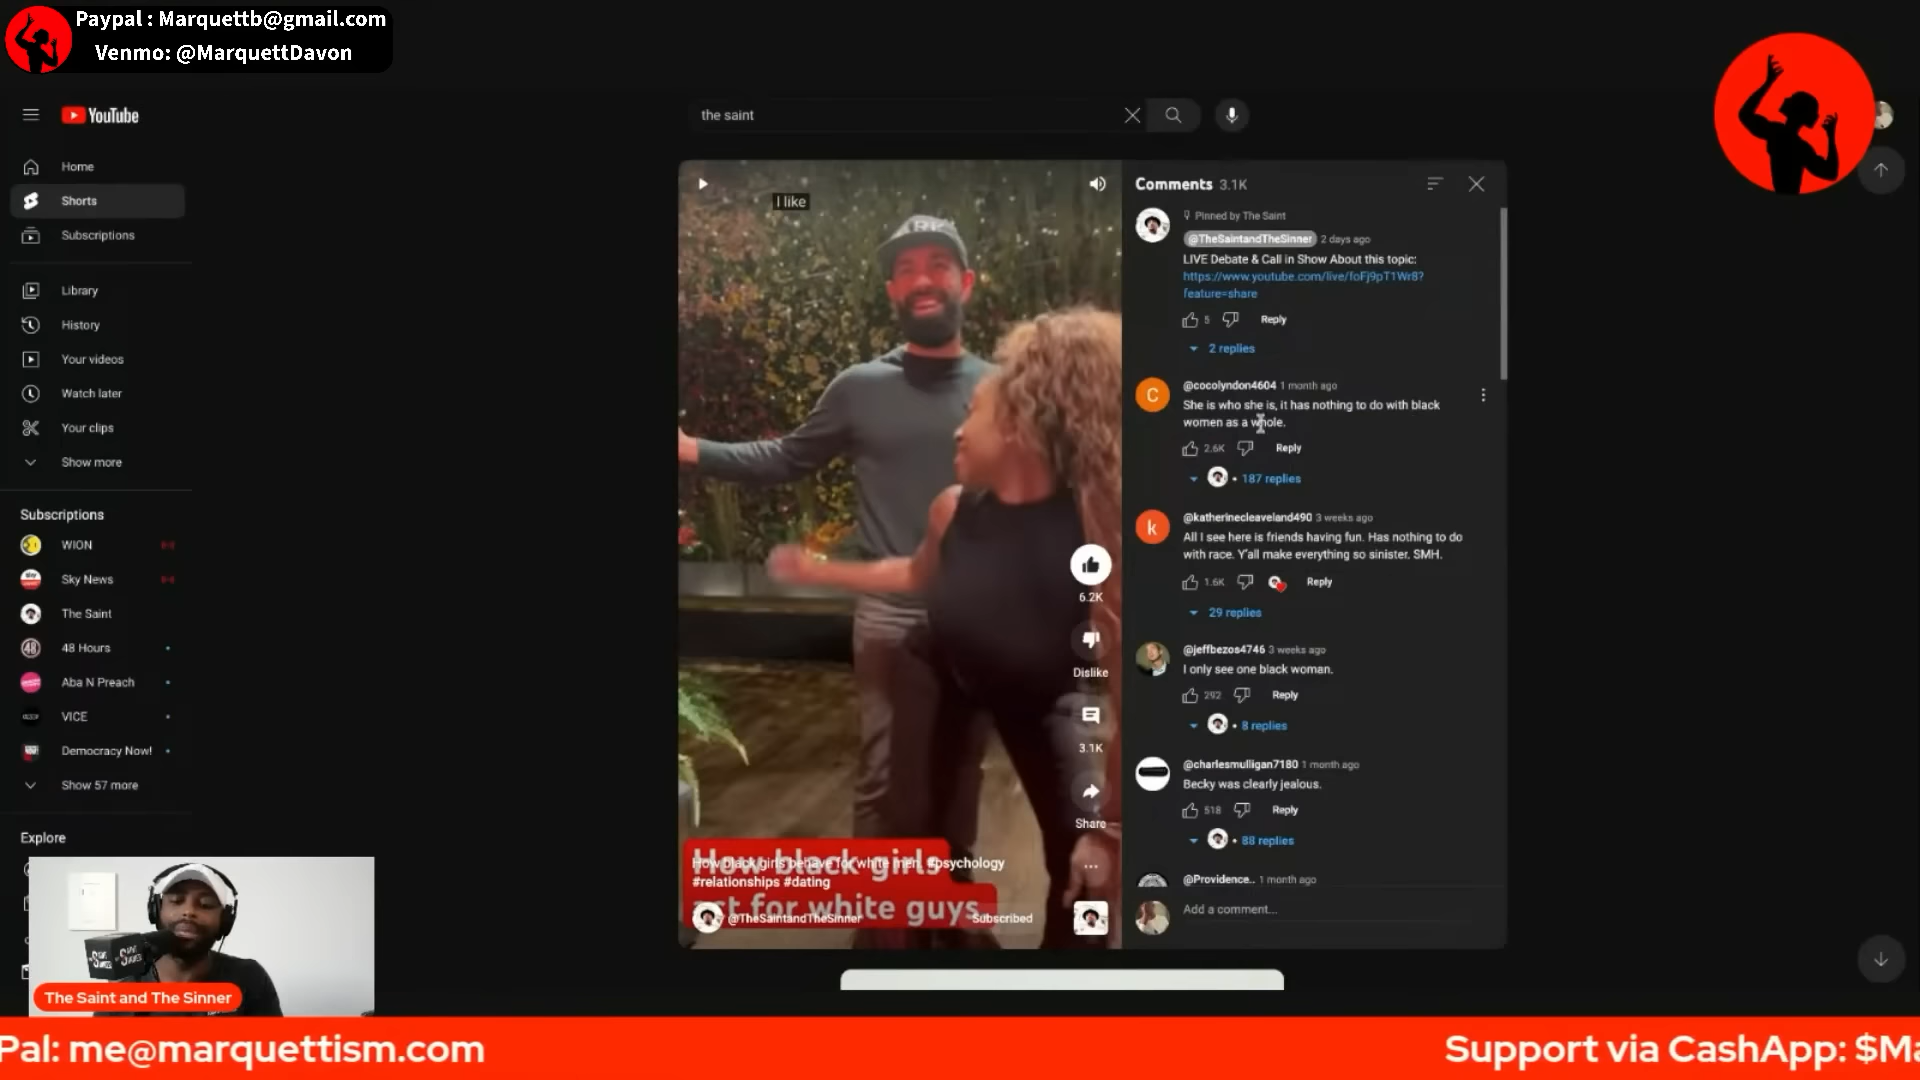 Paypal : Marquettb@gmail.com
Venmo: @MarquettDavon
YouTube
the saint
Home
Shorts
Subscriptions
Library
History
Your videos
Watch later
Your clips
Show more
Subscriptions
WION
Sky News
The Saint
48 Hours
Aba N Preach
VICE
Democracy Now!
Show 57 more
Explore
I like
6.2K
Dislike
3.1K
Share
How black girls behave for white men. #psychology
#relationships #dating
How black girls
act for white guys
@TheSaintandTheSinner
Subscribed
Comments 3.1K
Pinned by The Saint
@TheSaintandTheSinner 2 days ago
LIVE Debate & Call in Show About this topic:
https://www.youtube.com/live/foFj9pT1Wr8?
feature=share
5 Reply
2 replies
@cocolyndon4604 1 month ago
She is who she is, it has nothing to do with black
women as a whole.
2.6K Reply
187 replies
@katherinecleaveland490 3 weeks ago
All I see here is friends having fun. Has nothing to do
with race. Y'all make everything so sinister. SMH.
1.6K Reply
29 replies
@jeffbezos4746 3 weeks ago
I only see one black woman.
292 Reply
8 replies
@charlesmulligan7180 1 month ago
Becky was clearly jealous.
518 Reply
88 replies
@Providence.. 1 month ago
Add a comment...
The Saint and The Sinner
Pal: me@marquettism.com
Support via CashApp: $Ma